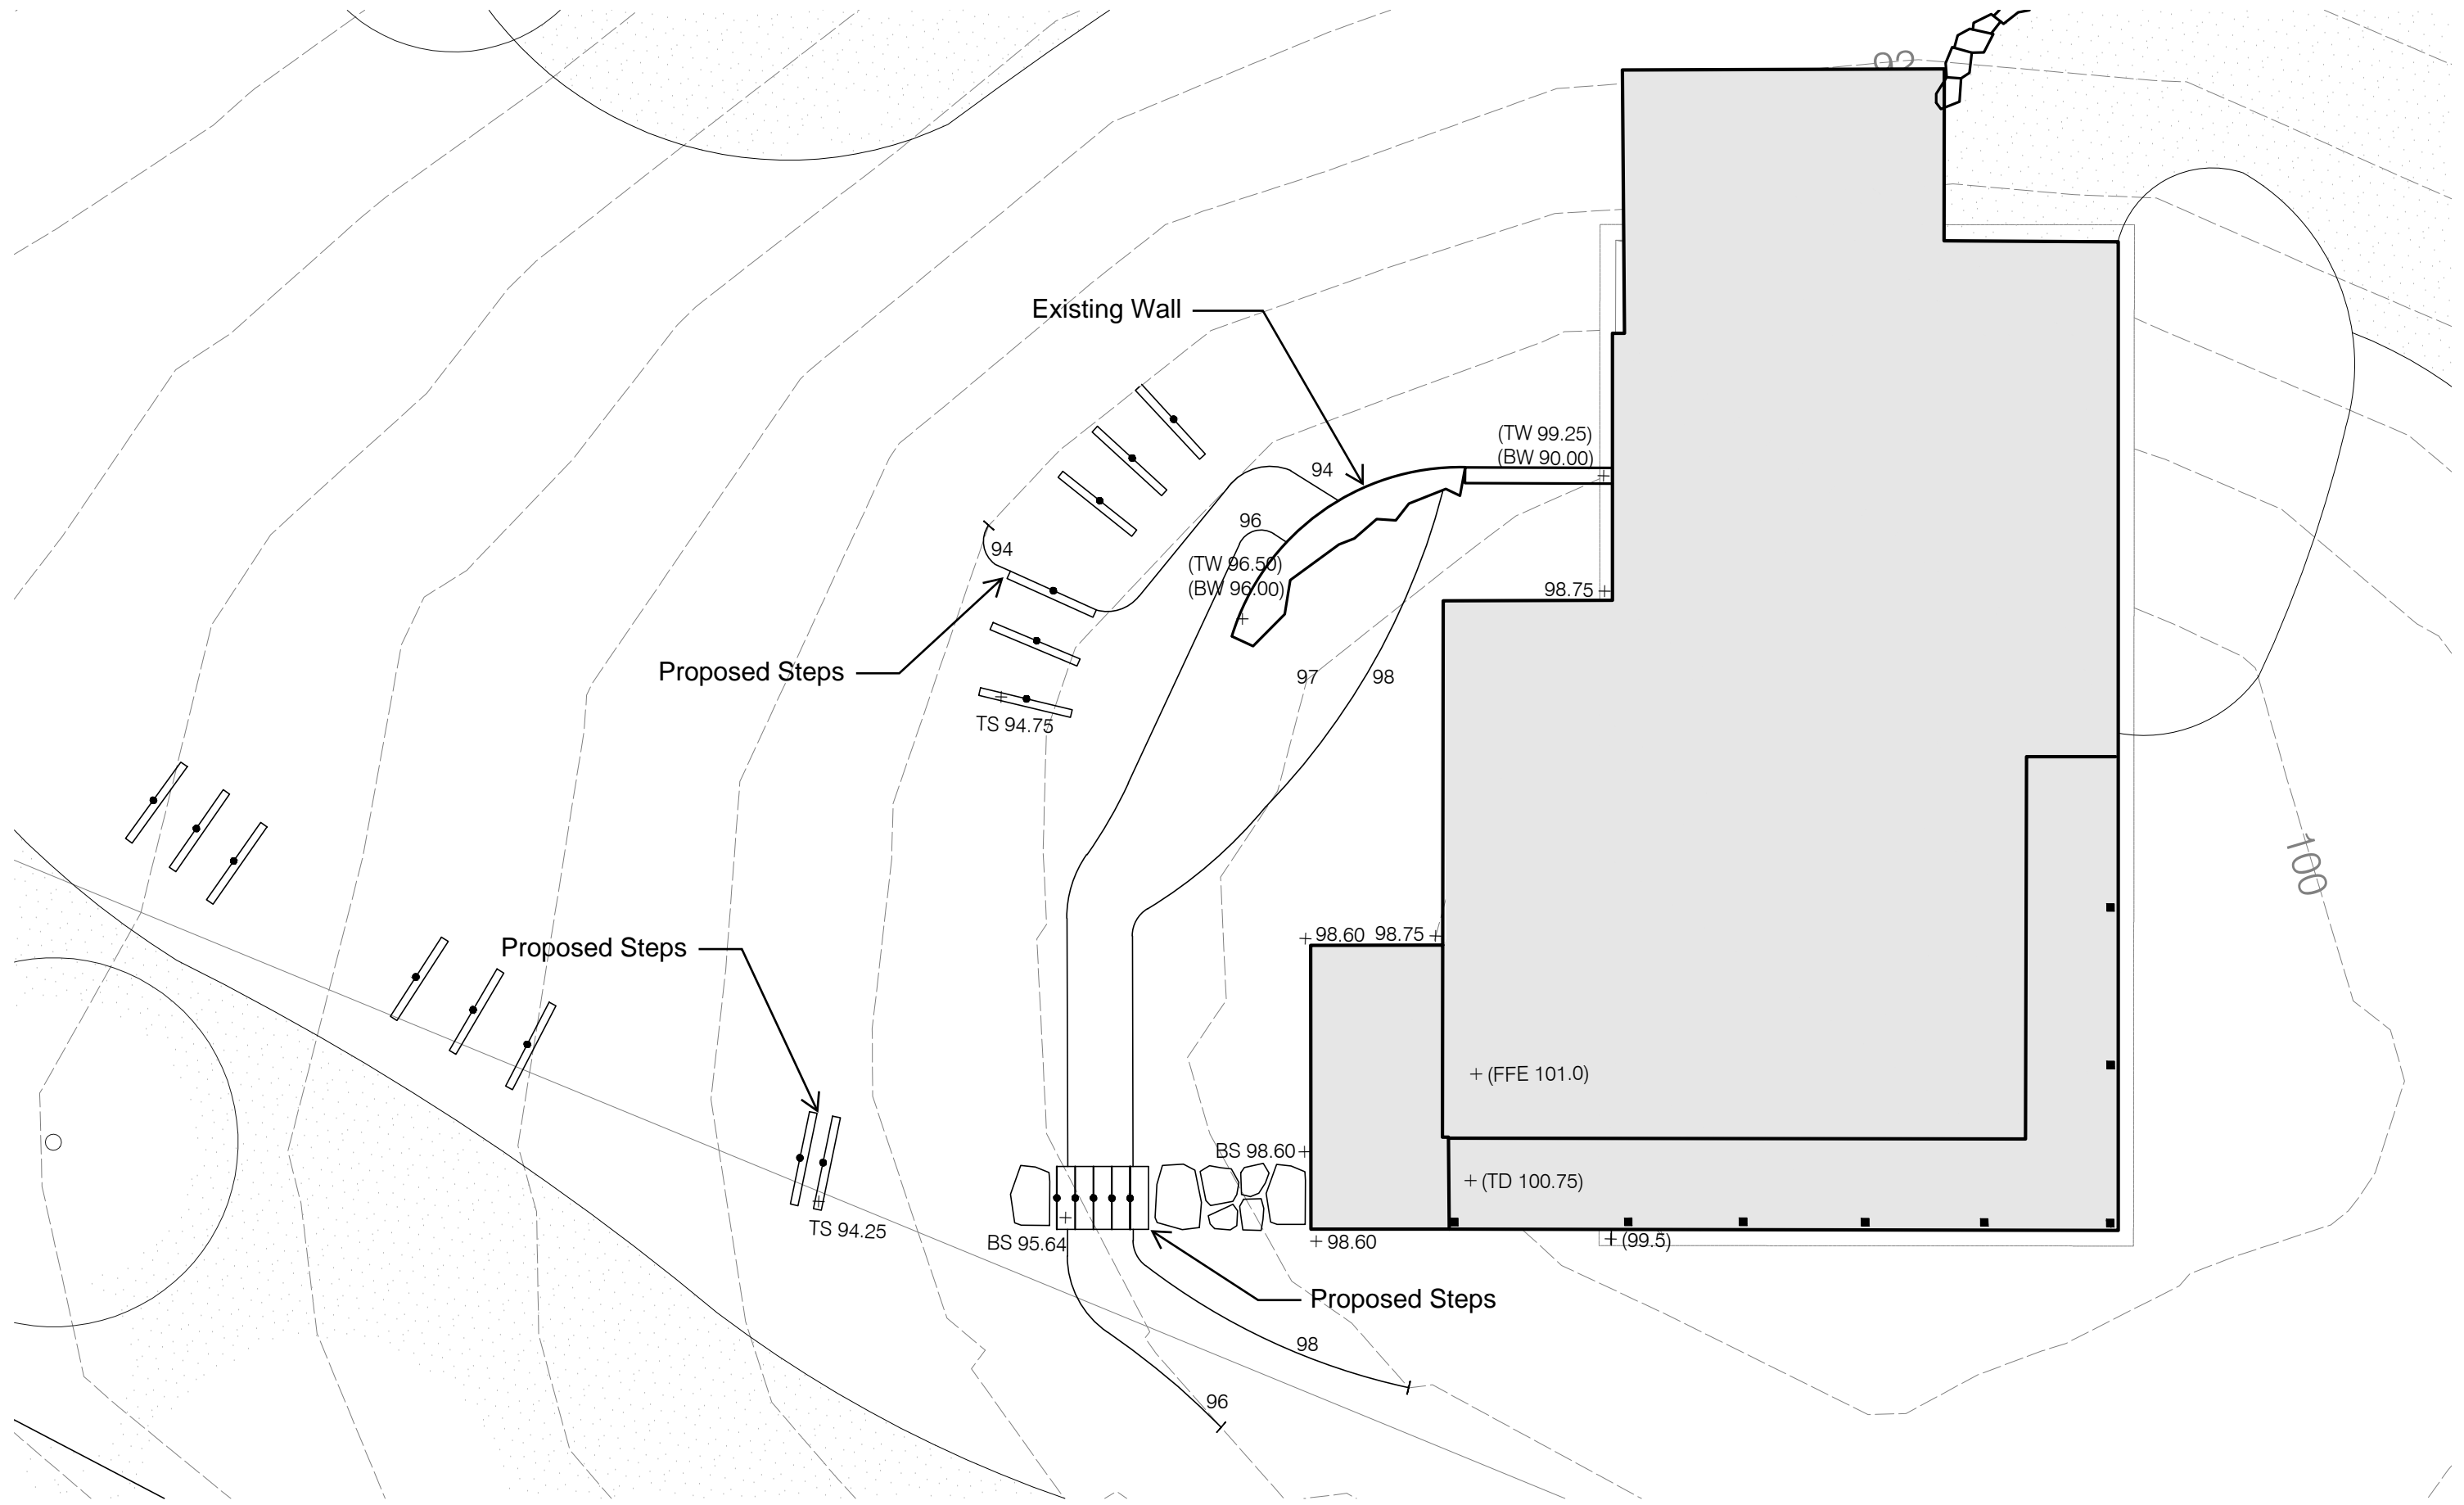 92
Existing Wall
(TW 99.25)
(BW 90.00)
94
96
94
(TW 96.50)
(BW 96.00)
98.75
Proposed Steps
97
98
TS 94.75
100
Proposed Steps
98.60
98.75
(FFE 101.0)
BS 98.60
(TD 100.75)
TS 94.25
BS 95.64
98.60
(99.5)
Proposed Steps
98
96